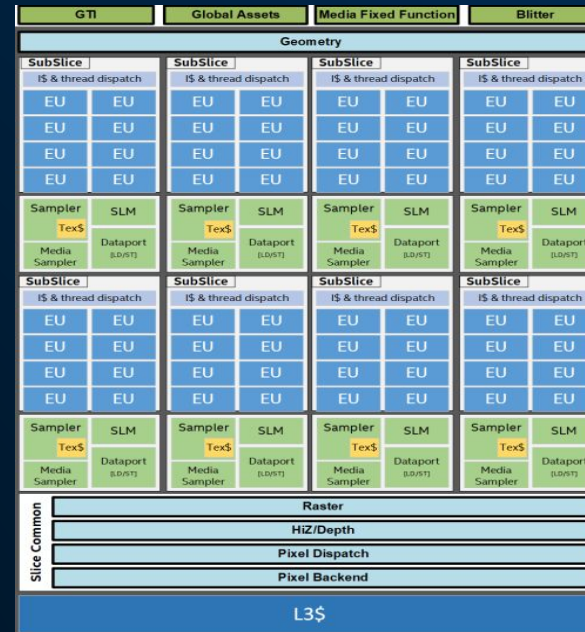 GTI Global Assets Media Fixed Function Blitter
Geometry
SubSlice SubSlice SubSlice SubSlice
I$ & thread dispatch I$ & thread dispatch I$ & thread dispatch I$ & thread dispatch
EU EU EU EU EU EU EU EU
EU EU EU EU EU EU EU EU
EU EU EU EU EU EU EU EU
EU EU EU EU EU EU EU EU
Sampler SLM Sampler SLM Sampler SLM Sampler SLM
Tex$ Tex$ Tex$ Tex$
Dataport Dataport Dataport Dataport
Media [LD/ST] Media [LD/ST] Media [LD/ST] Media [LD/ST]
Sampler Sampler Sampler Sampler
SubSlice SubSlice SubSlice SubSlice
I$ & thread dispatch I$ & thread dispatch I$ & thread dispatch I$ & thread dispatch
EU EU EU EU EU EU EU EU
EU EU EU EU EU EU EU EU
EU EU EU EU EU EU EU EU
EU EU EU EU EU EU EU EU
Sampler SLM Sampler SLM Sampler SLM Sampler SLM
Tex$ Tex$ Tex$ Tex$
Dataport Dataport Dataport Dataport
Media [LD/ST] Media [LD/ST] Media [LD/ST] Media [LD/ST]
Sampler Sampler Sampler Sampler
Slice Common
Raster
HiZ/Depth
Pixel Dispatch
Pixel Backend
L3$